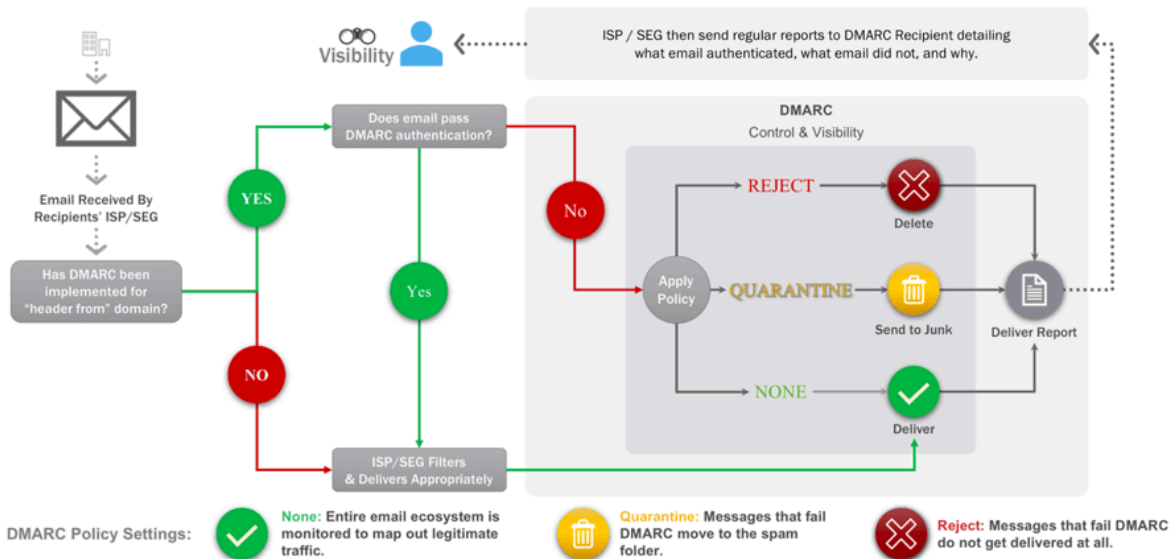 Visibility
ISP / SEG then send regular reports to DMARC Recipient detailing
what email authenticated, what email did not, and why.
Email Received By
Recipients' ISP/SEG
Has DMARC been
implemented for
"header from" domain?
YES
NO
Does email pass
DMARC authentication?
Yes
No
ISP/SEG Filters
& Delivers Appropriately
DMARC
Control & Visibility
Apply
Policy
REJECT
Delete
QUARANTINE
Send to Junk
NONE
Deliver
Deliver Report
DMARC Policy Settings:
None: Entire email ecosystem is
monitored to map out legitimate
traffic.
Quarantine: Messages that fail
DMARC move to the spam
folder.
Reject: Messages that fail DMARC
do not get delivered at all.